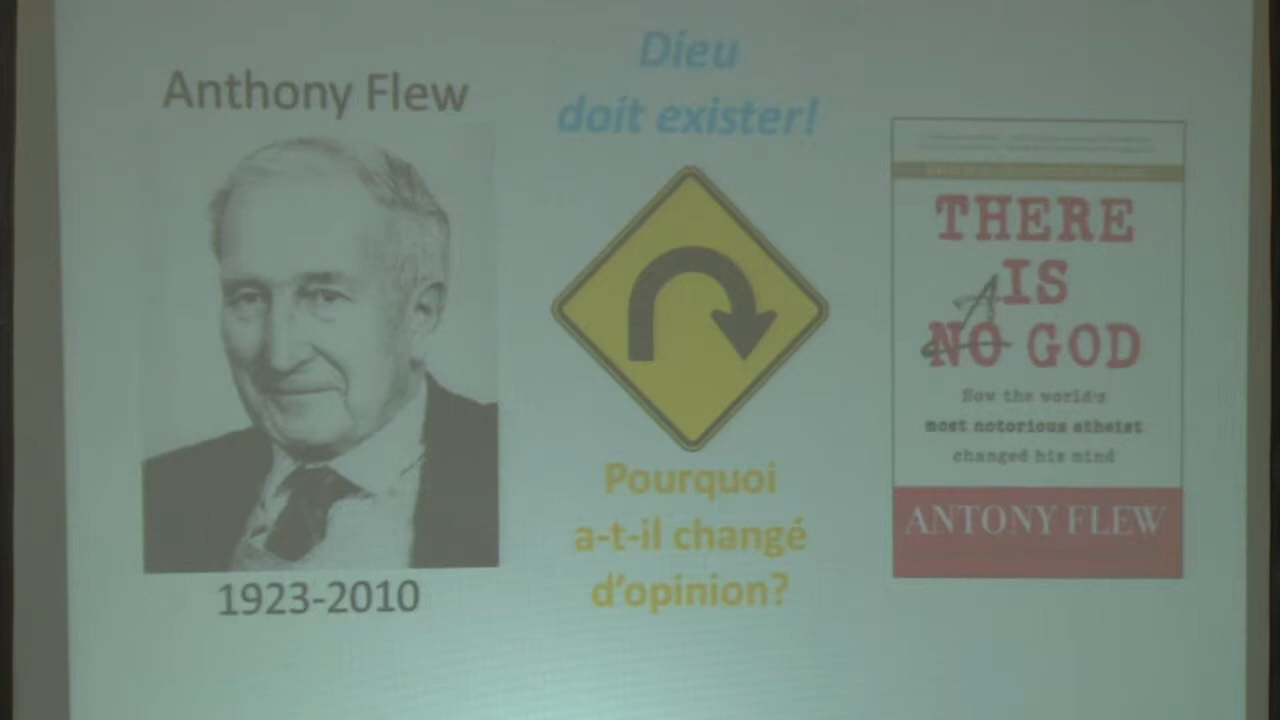 Anthony Flew
1923-2010
Dieu
doit exister!
Pourquoi
a-t-il changé
d'opinion?
THERE
IS
A
NO GOD
How the world's
most notorious atheist
changed his mind
ANTONY FLEW